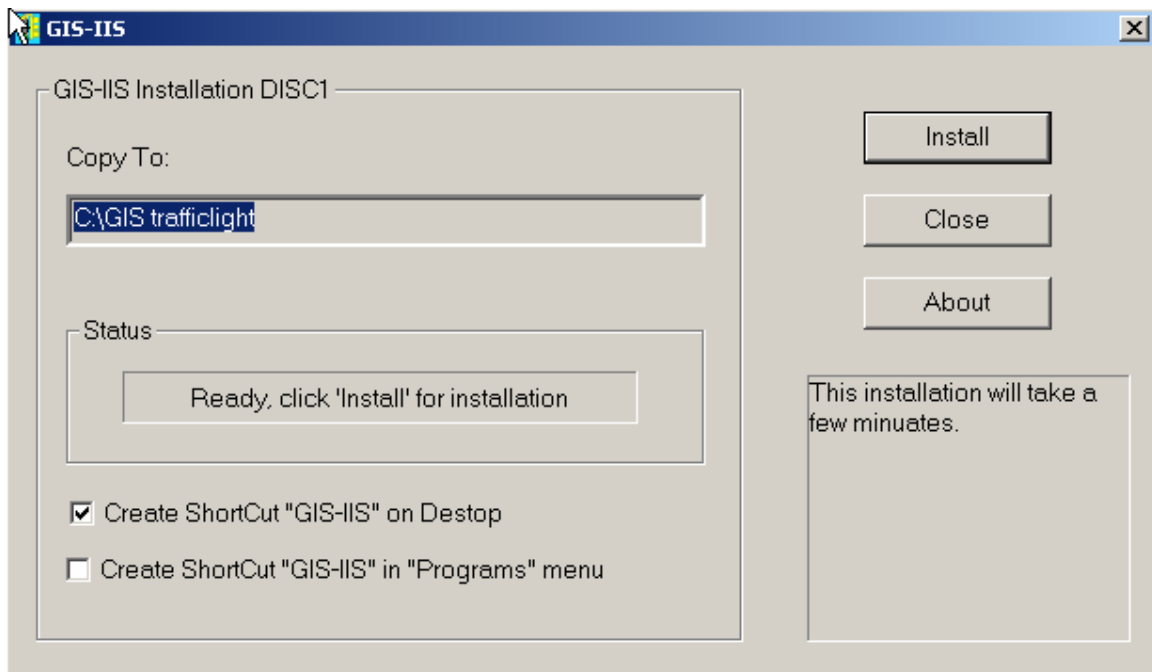 GIS-IIS
GIS-IIS Installation DISC1
Copy To:
C:\GIS trafficlight
Status
Ready, click 'Install' for installation
Create ShortCut "GIS-IIS" on Destop
Create ShortCut "GIS-IIS" in "Programs" menu
Install
Close
About
This installation will take a
few minuates.